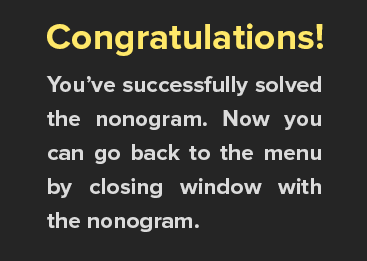 Congratulations!
You’ve successfully solved
the nonogram. Now you
can go back to the menu
by closing window with
the nonogram.